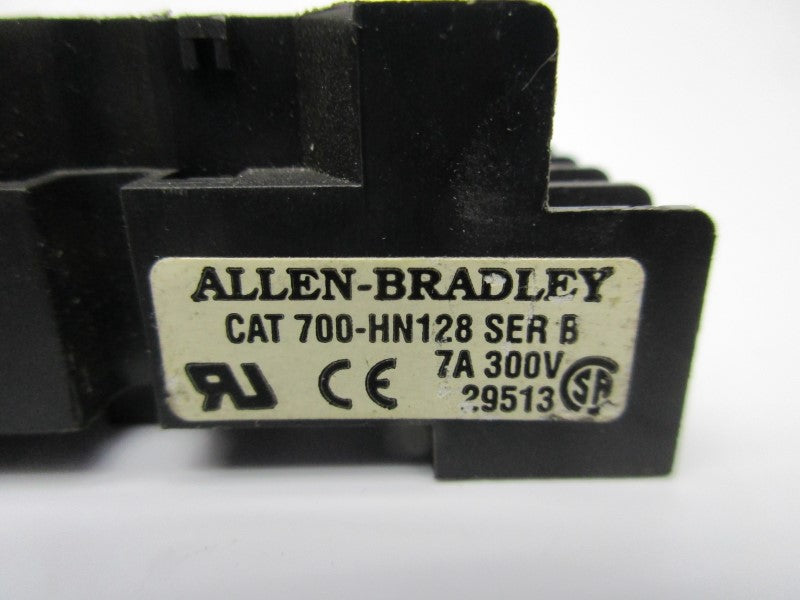 ALLEN-BRADLEY
CAT 700-HN128 SER B
7A 300V
29513